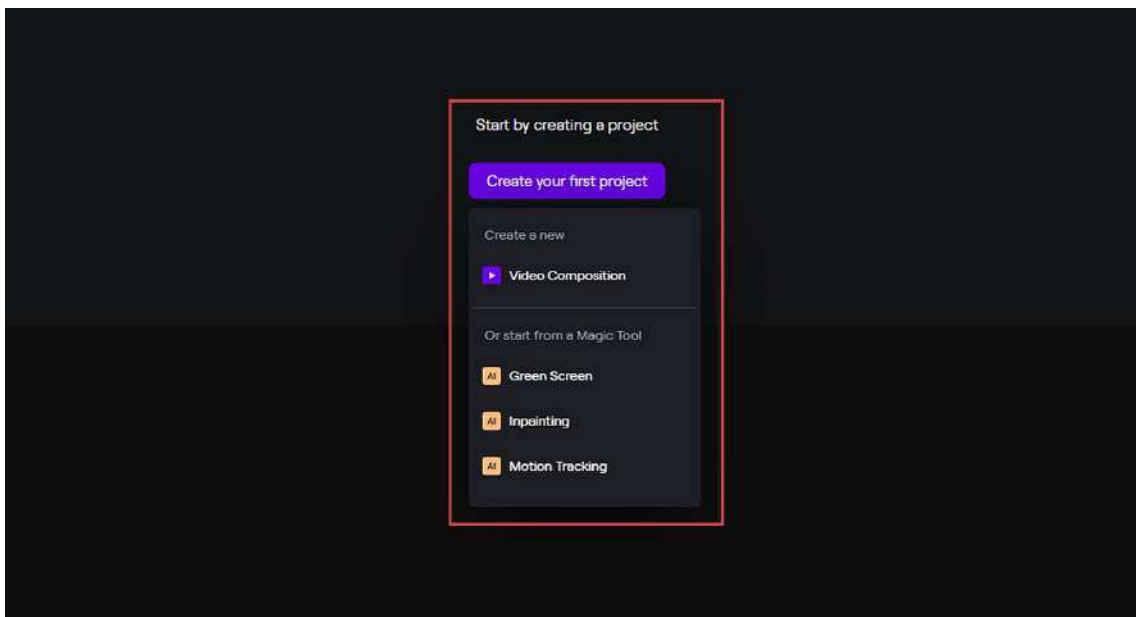 Start by creating a project
Create your first project
Create a new
Video Composition
Or start from a Magic Tool
AI Green Screen
AI Inpainting
AI Motion Tracking